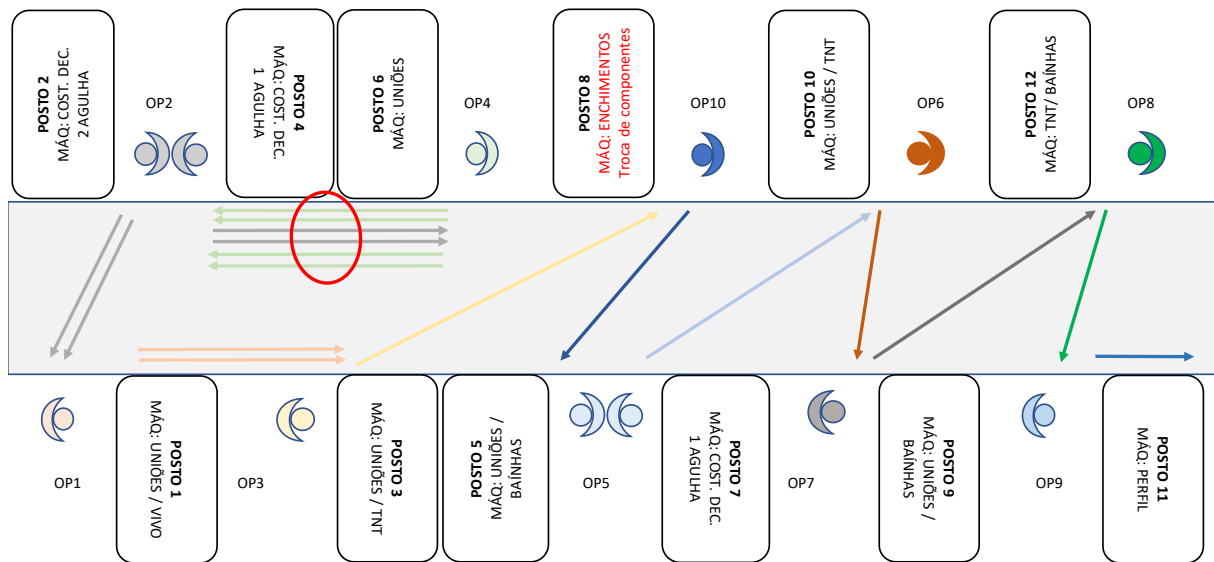 POSTO 2
MÁQ: COST. DEC.
2 AGULHA
OP2
POSTO 4
MÁQ: COST. DEC.
1 AGULHA
POSTO 6
MÁQ: UNIÕES
OP4
POSTO 8
MÁQ: ENCHIMENTOS
Troca de componentes
OP10
POSTO 10
MÁQ: UNIÕES / TNT
OP6
POSTO 12
MÁQ: TNT/ BAÍNHAS
OP8
OP1
POSTO 1
MÁQ: UNIÕES / VIVO
OP3
POSTO 3
MÁQ: UNIÕES / TNT
POSTO 5
MÁQ: UNIÕES /
BAÍNHAS
OP5
POSTO 7
MÁQ: COST. DEC.
1 AGULHA
OP7
POSTO 9
MÁQ: UNIÕES /
BAÍNHAS
OP9
POSTO 11
MÁQ: PERFIL